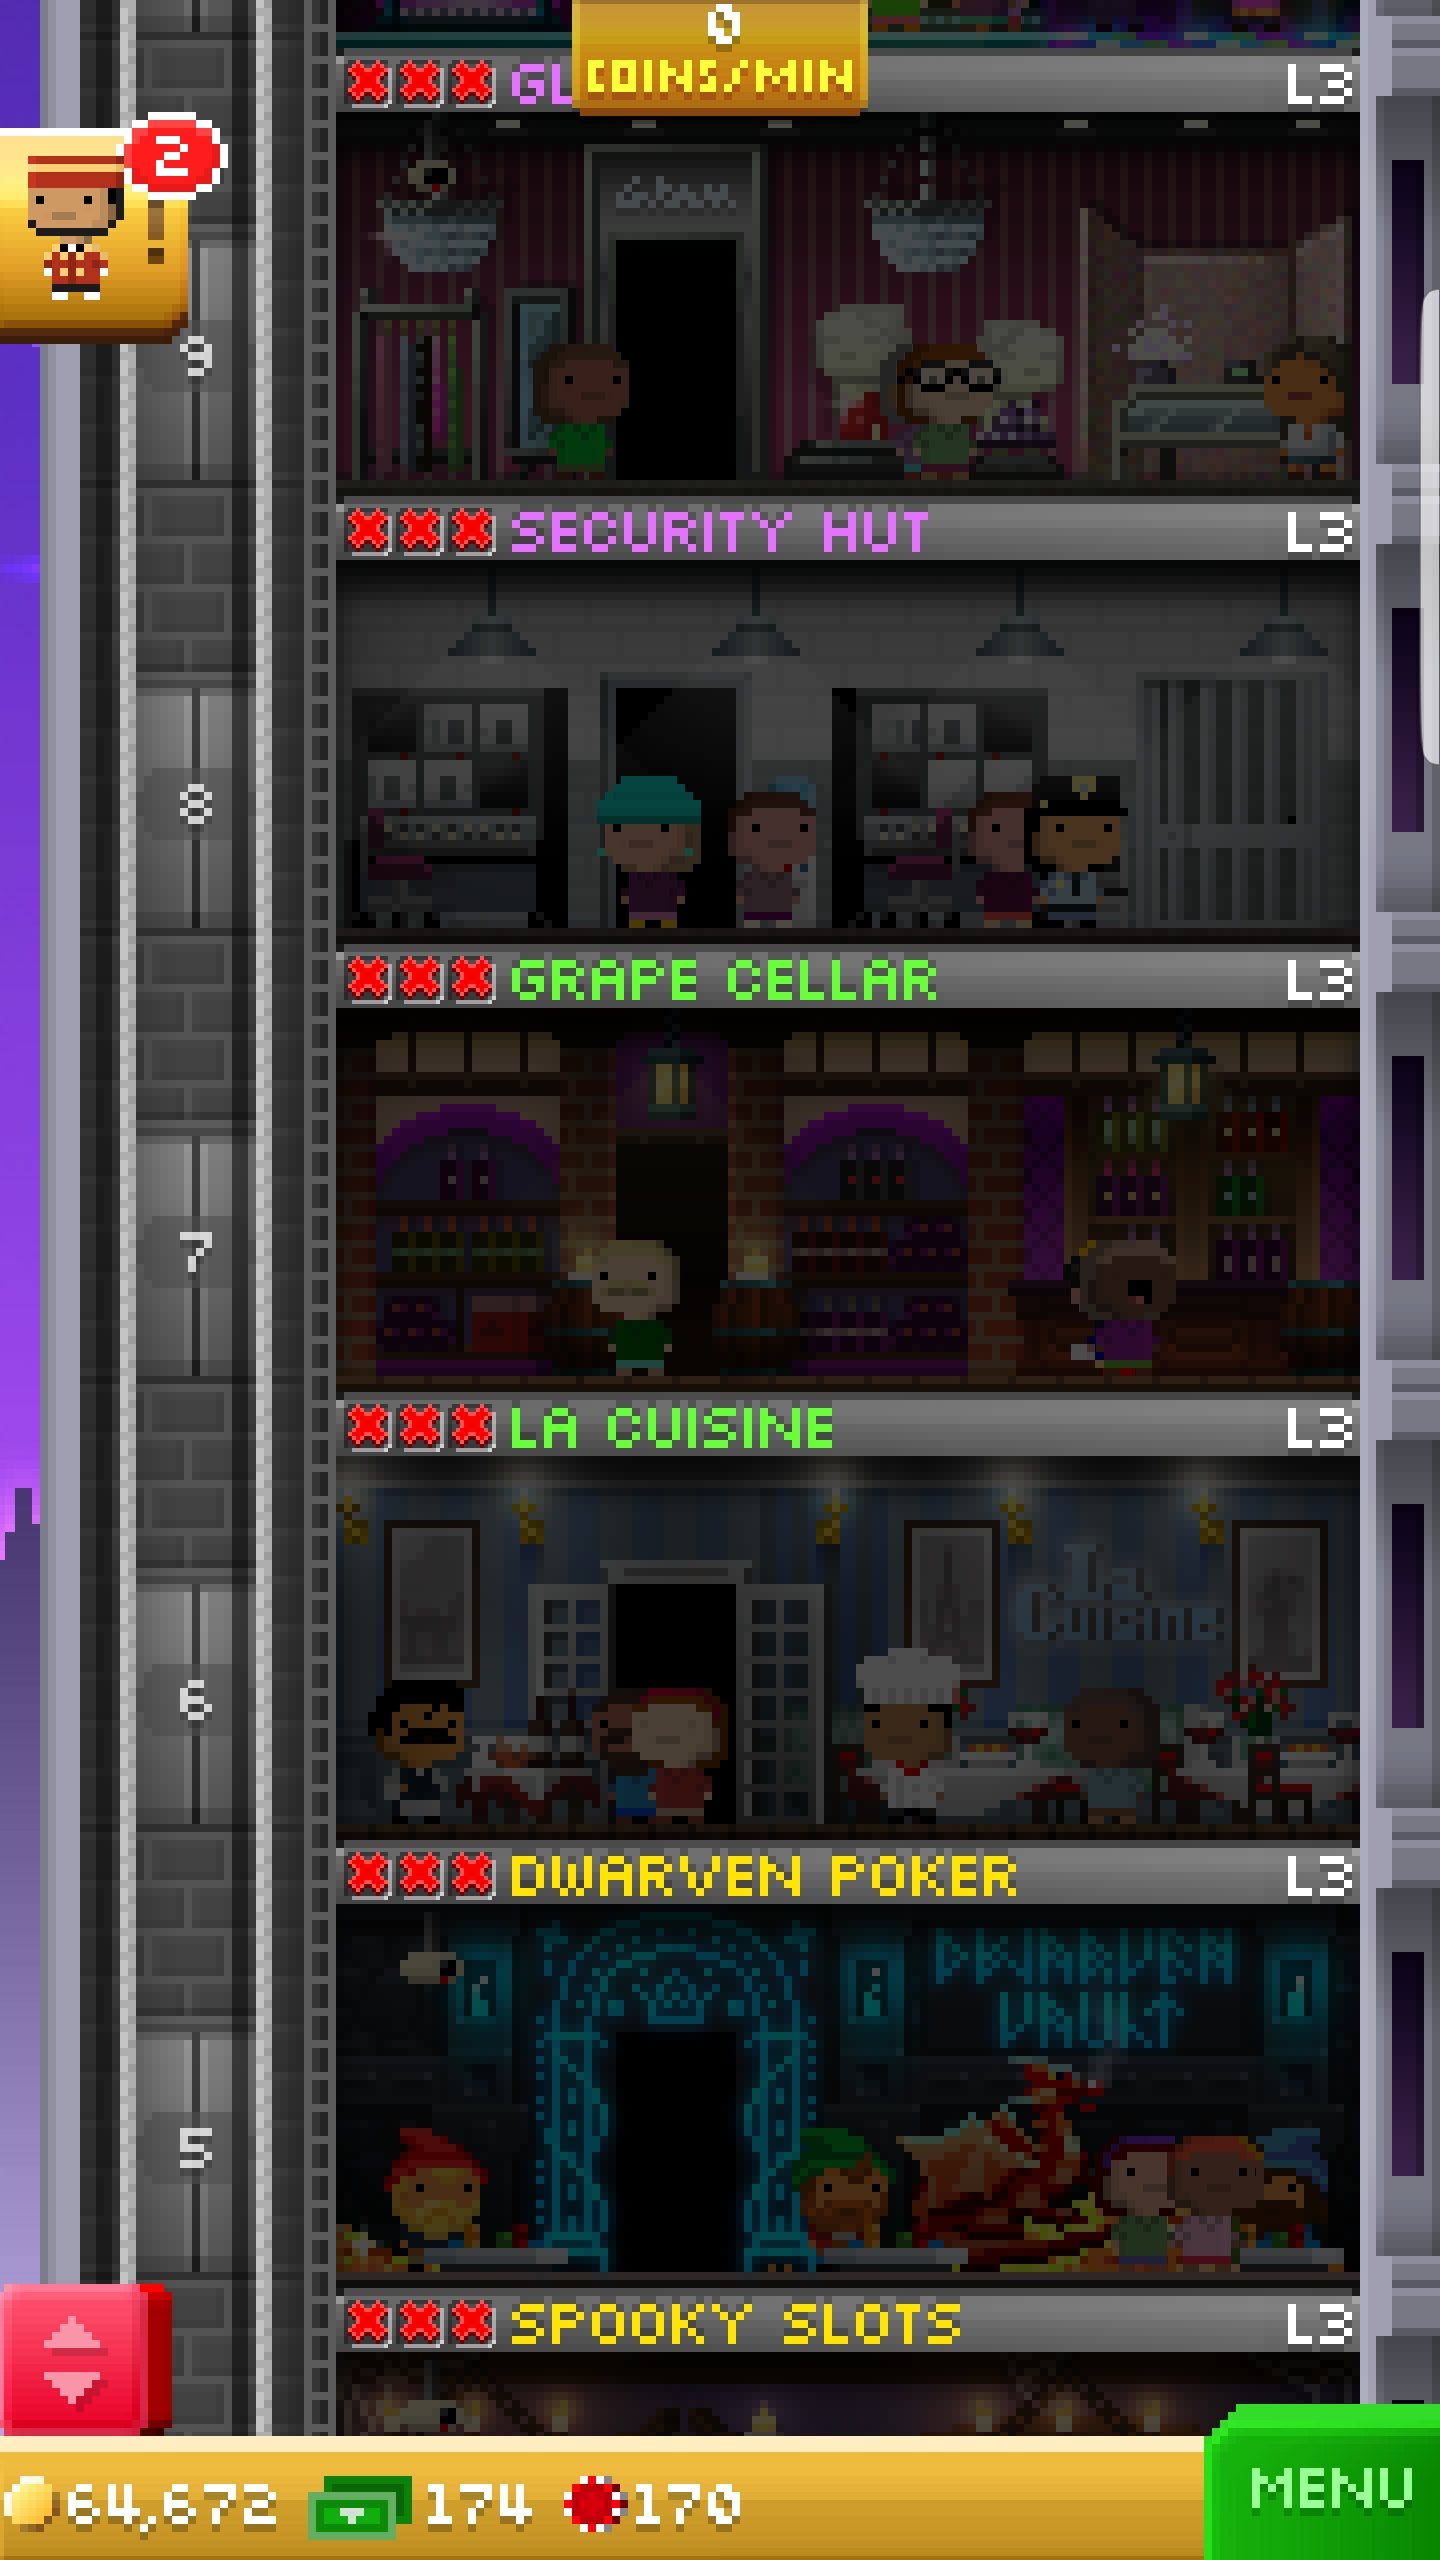 0
COINS/MIN
GL
L3
2
!
Glam
9
SECURITY HUT L3
8
GRAPE CELLAR L3
7
LA CUISINE L3
La
Cuisine
6
DWARVEN POKER L3
DWARVEN
VAULT
5
SPOOKY SLOTS L3
64,672 174 170
MENU